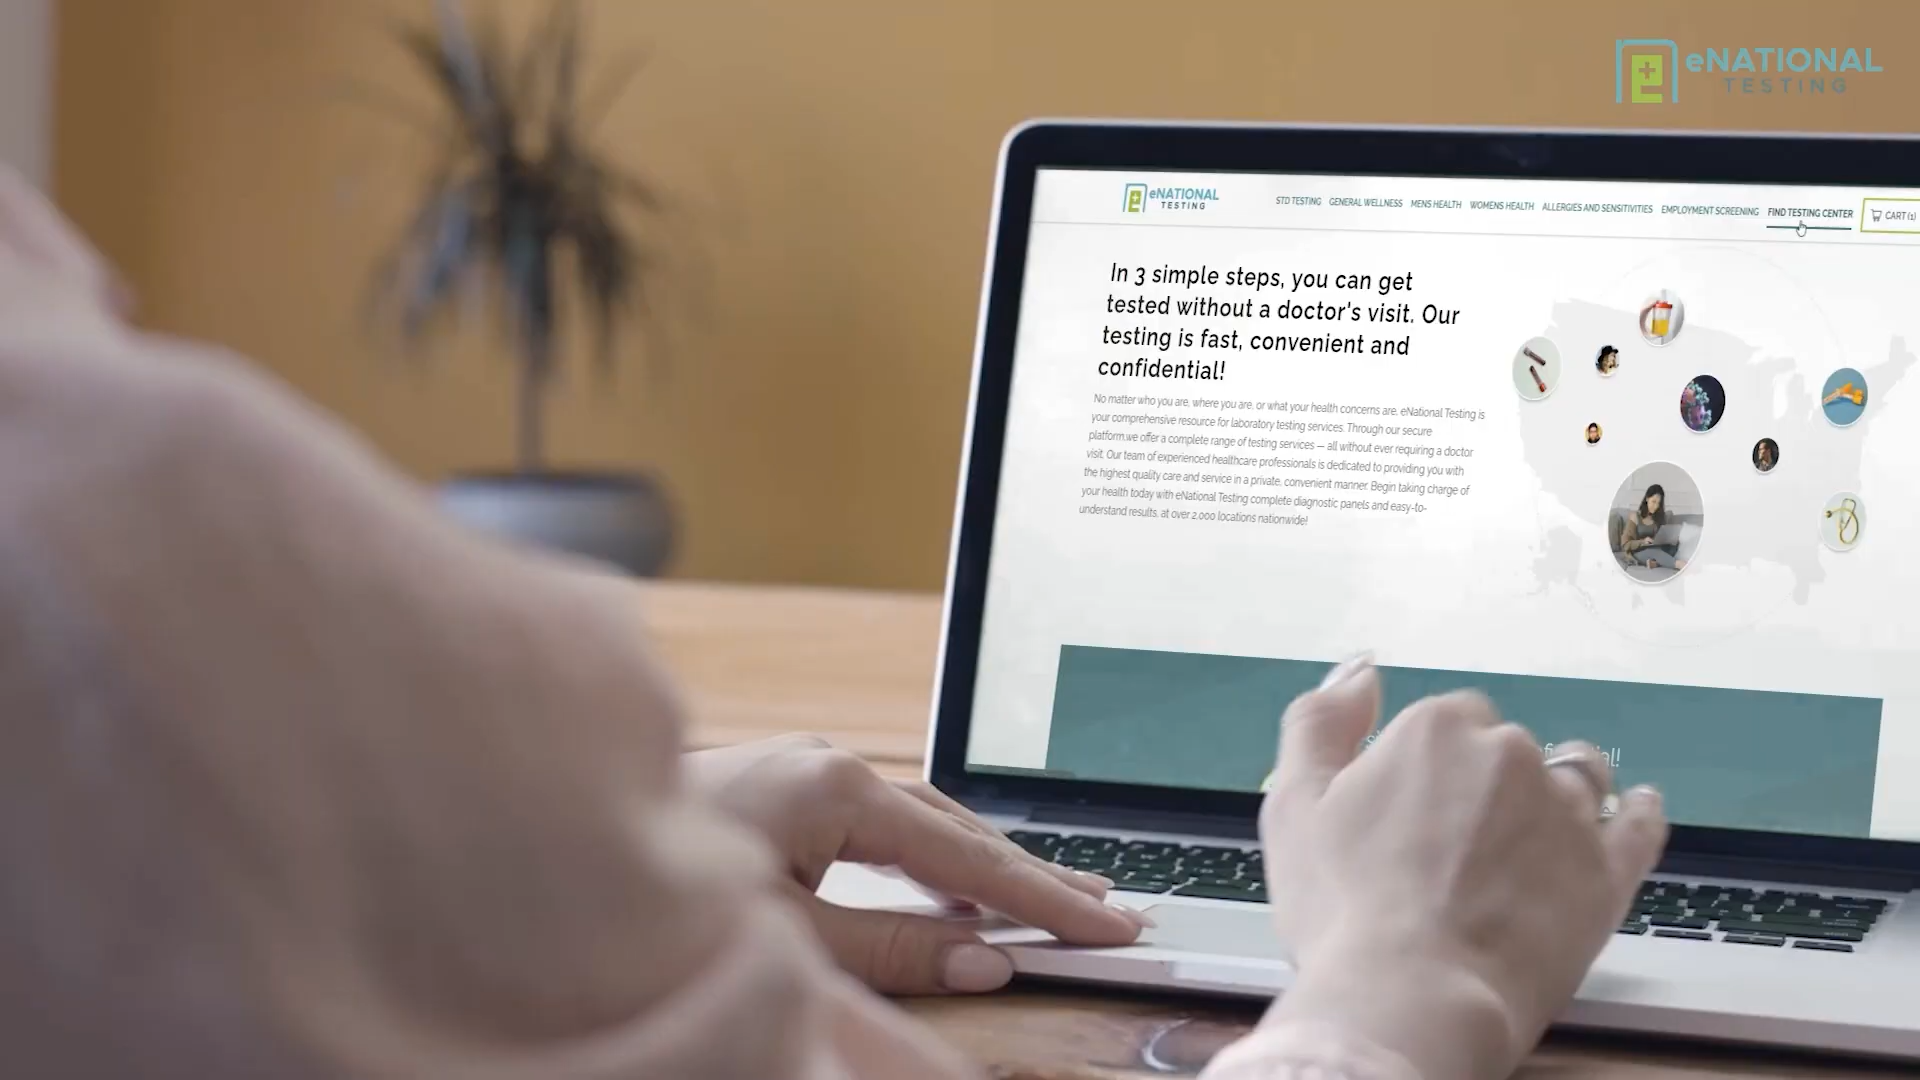 eNATIONAL
TESTING
eNATIONAL
TESTING
STD TESTING GENERAL WELLNESS MENS HEALTH WOMENS HEALTH ALLERGIES AND SENSITIVITIES EMPLOYMENT SCREENING FIND TESTING CENTER CART (1)
In 3 simple steps, you can get
tested without a doctor's visit. Our
testing is fast, convenient and
confidential!
No matter who you are, where you are, or what your health concerns are, eNational Testing is
your comprehensive resource for laboratory testing services. Through our secure
platform,we offer a complete range of testing services — all without ever requiring a doctor
visit. Our team of experienced healthcare professionals is dedicated to providing you with
the highest quality care and service in a private, convenient manner. Begin taking charge of
your health today with eNational Testing complete diagnostic panels and easy-to-
understand results, at over 2,000 locations nationwide!